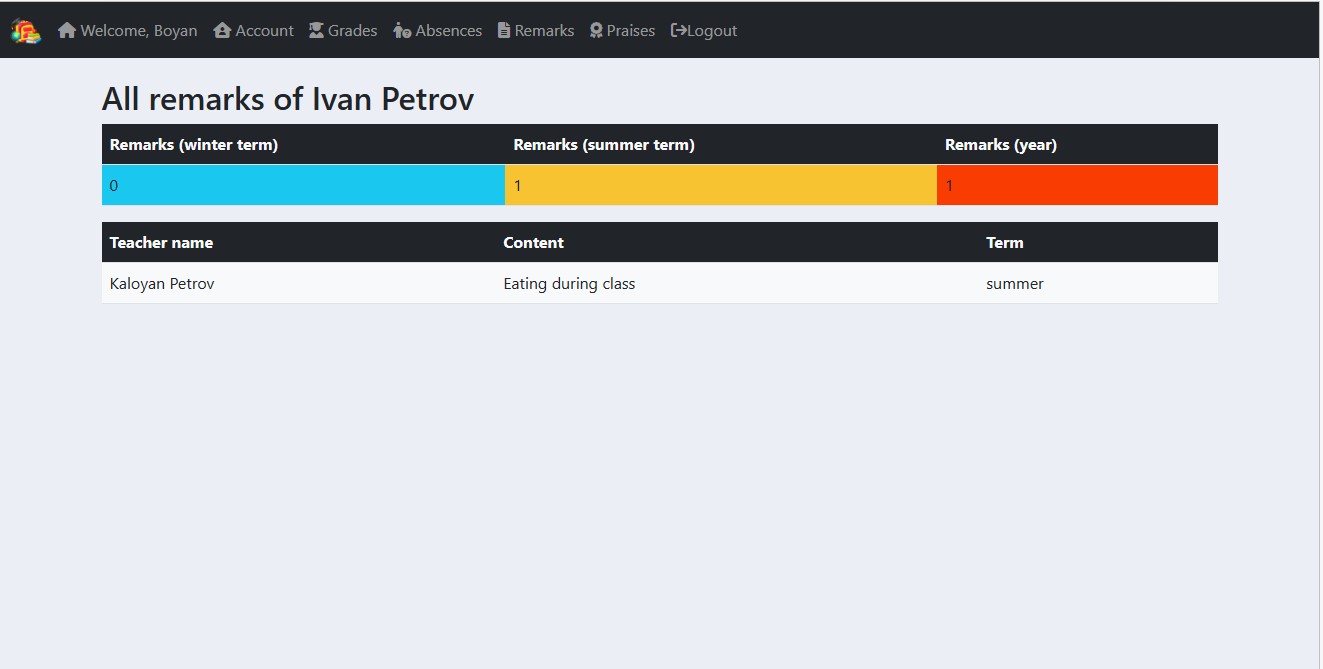 Welcome, Boyan Account Grades Absences Remarks Praises Logout
All remarks of Ivan Petrov
Remarks (winter term) Remarks (summer term) Remarks (year)
0 1 1
Teacher name Content Term
Kaloyan Petrov Eating during class summer